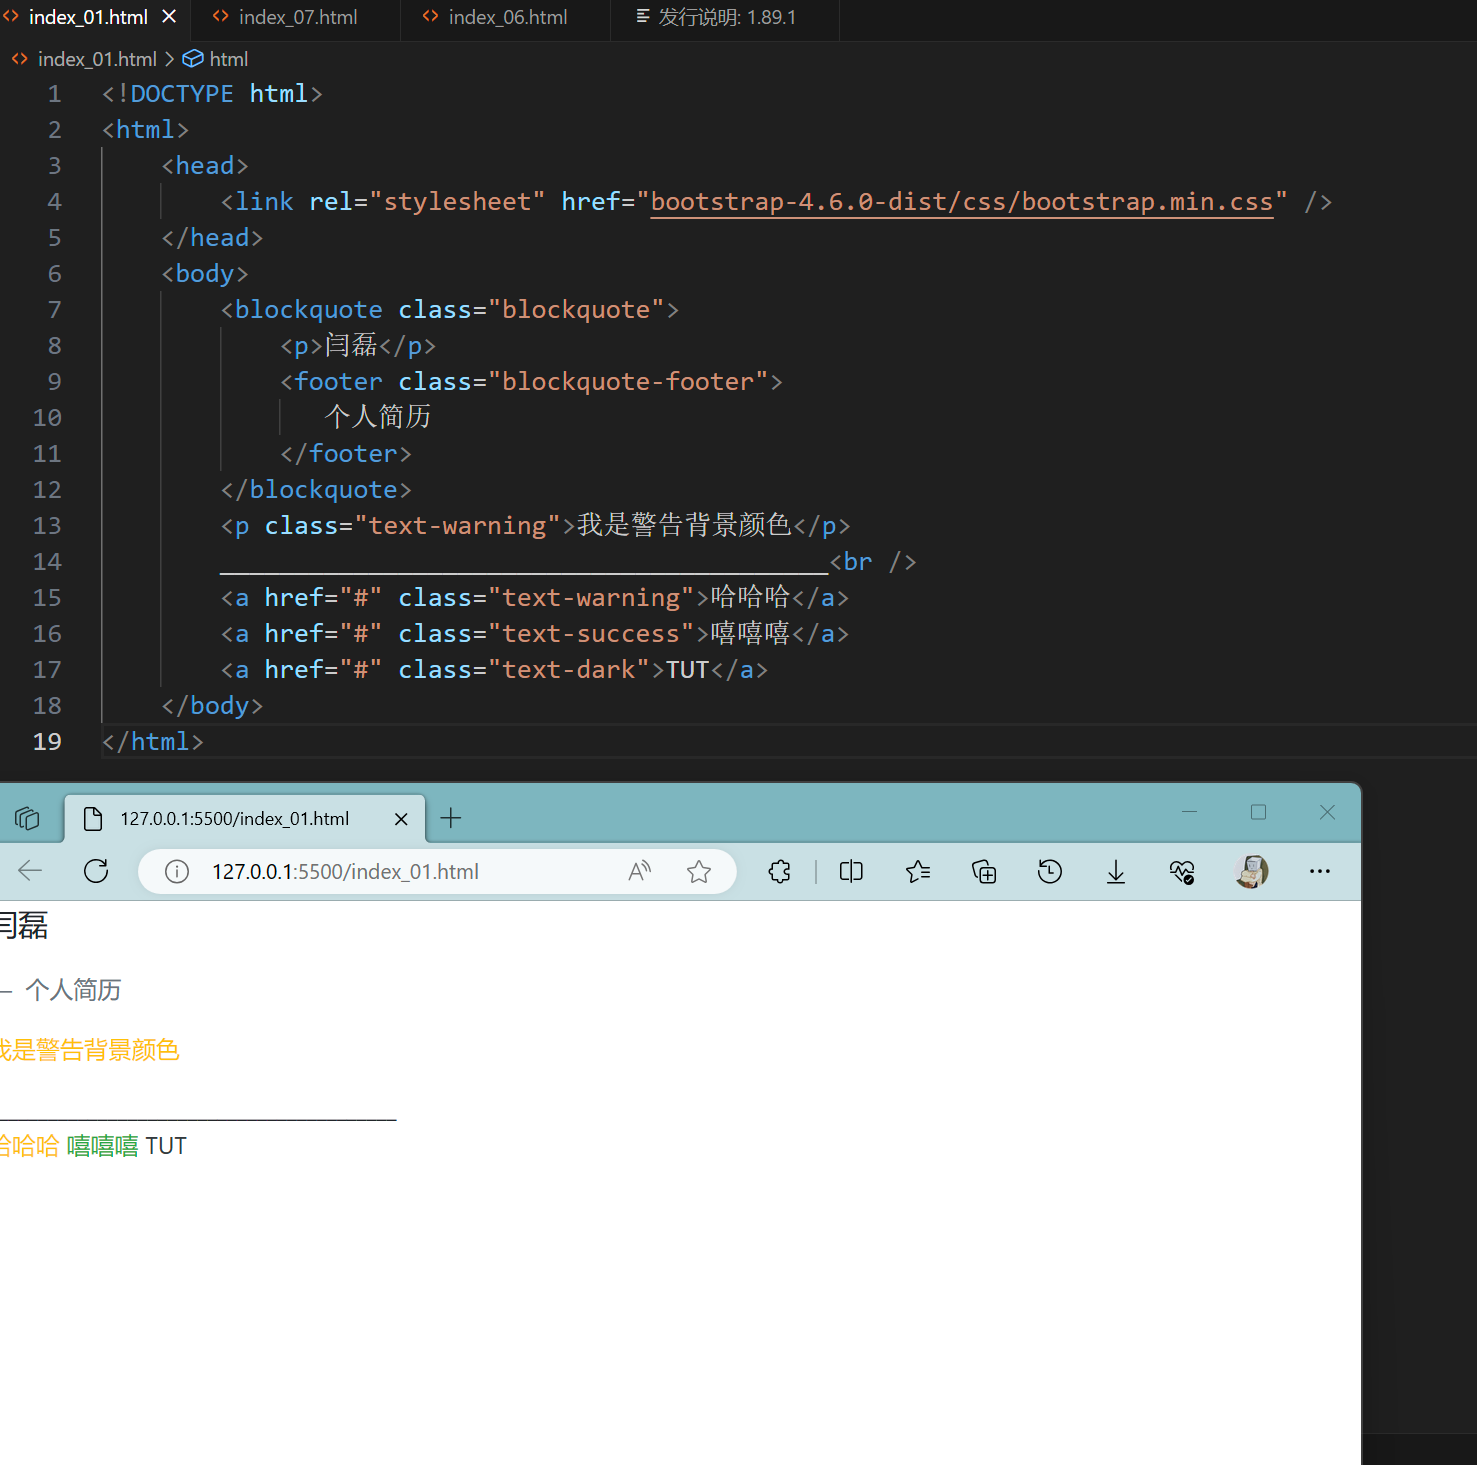 index_01.html index_07.html index_06.html 发行说明: 1.89.1
index_01.html > html
1 <!DOCTYPE html>
2 <html>
3 <head>
4 <link rel="stylesheet" href="bootstrap-4.6.0-dist/css/bootstrap.min.css" />
5 </head>
6 <body>
7 <blockquote class="blockquote">
8 <p>闫磊</p>
9 <footer class="blockquote-footer">
10 个人简历
11 </footer>
12 </blockquote>
13 <p class="text-warning">我是警告背景颜色</p>
14 _________________________________________<br />
15 <a href="#" class="text-warning">哈哈哈</a>
16 <a href="#" class="text-success">嘻嘻嘻</a>
17 <a href="#" class="text-dark">TUT</a>
18 </body>
19 </html>
127.0.0.1:5500/index_01.html
127.0.0.1:5500/index_01.html
闫磊
— 个人简历
我是警告背景颜色
_________________________________________
哈哈哈 嘻嘻嘻 TUT